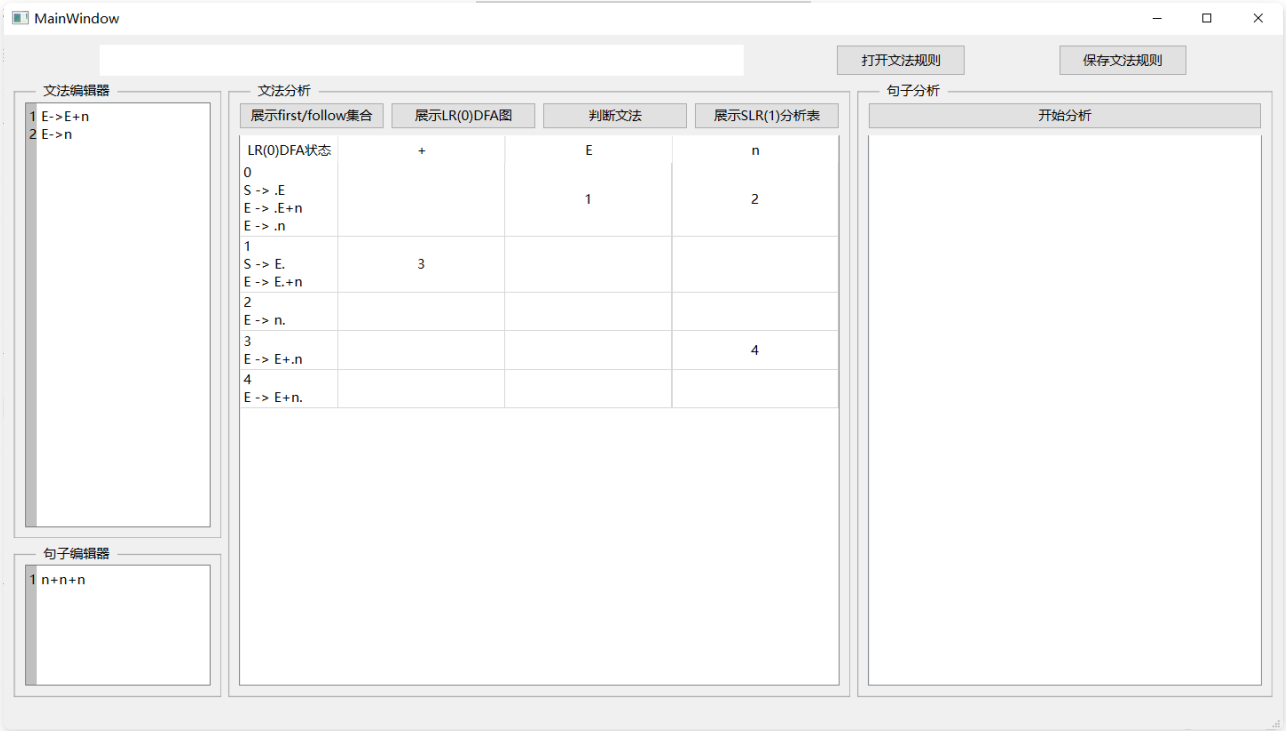 MainWindow
打开文法规则
保存文法规则
文法编辑器
1 E->E+n
2 E->n
句子编辑器
1 n+n+n
文法分析
展示first/follow集合
展示LR(0)DFA图
判断文法
展示SLR(1)分析表
LR(0)DFA状态 + E n
0
S -> .E
E -> .E+n
E -> .n
1 2
1
S -> E.
E -> E.+n
3
2
E -> n.
3
E -> E+.n
4
4
E -> E+n.
句子分析
开始分析